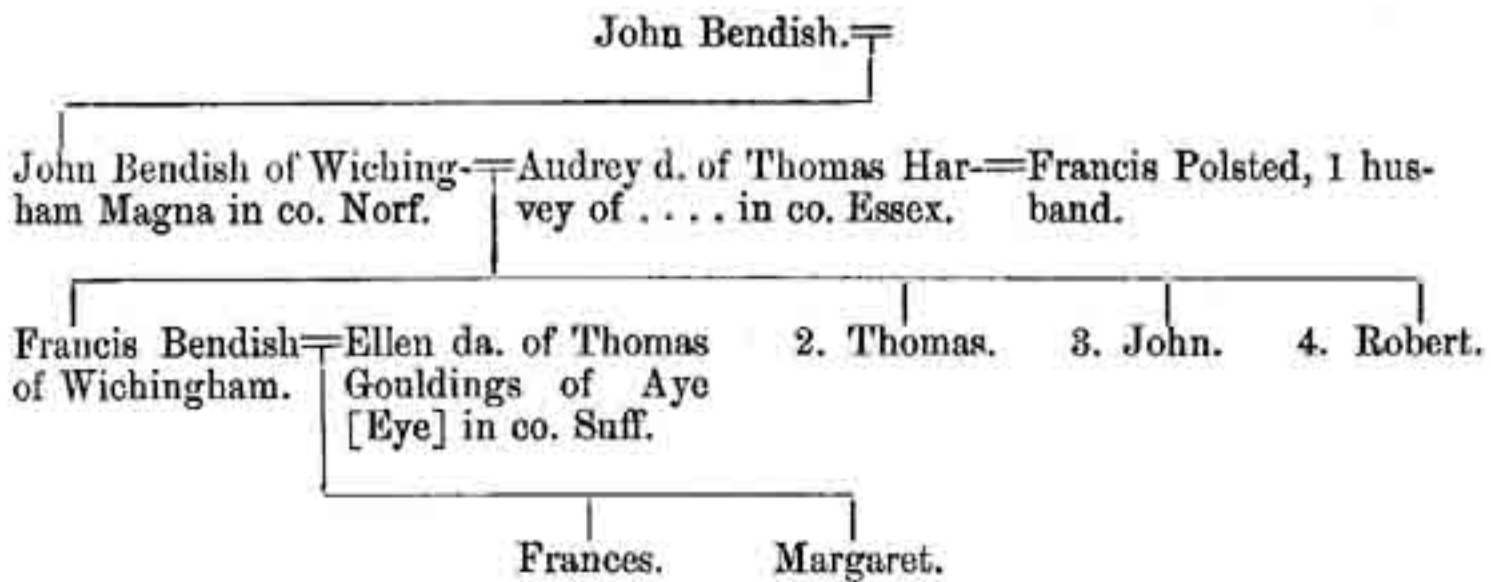 John Bendish.
John Bendish of Wiching-
ham Magna in co. Norf.
Audrey d. of Thomas Har-
vey of . . . . in co. Essex.
Francis Polsted, 1 hus-
band.
Francis Bendish
of Wichingham.
Ellen da. of Thomas
Gouldings of Aye
[Eye] in co. Suff.
2. Thomas.
3. John.
4. Robert.
Frances.
Margaret.